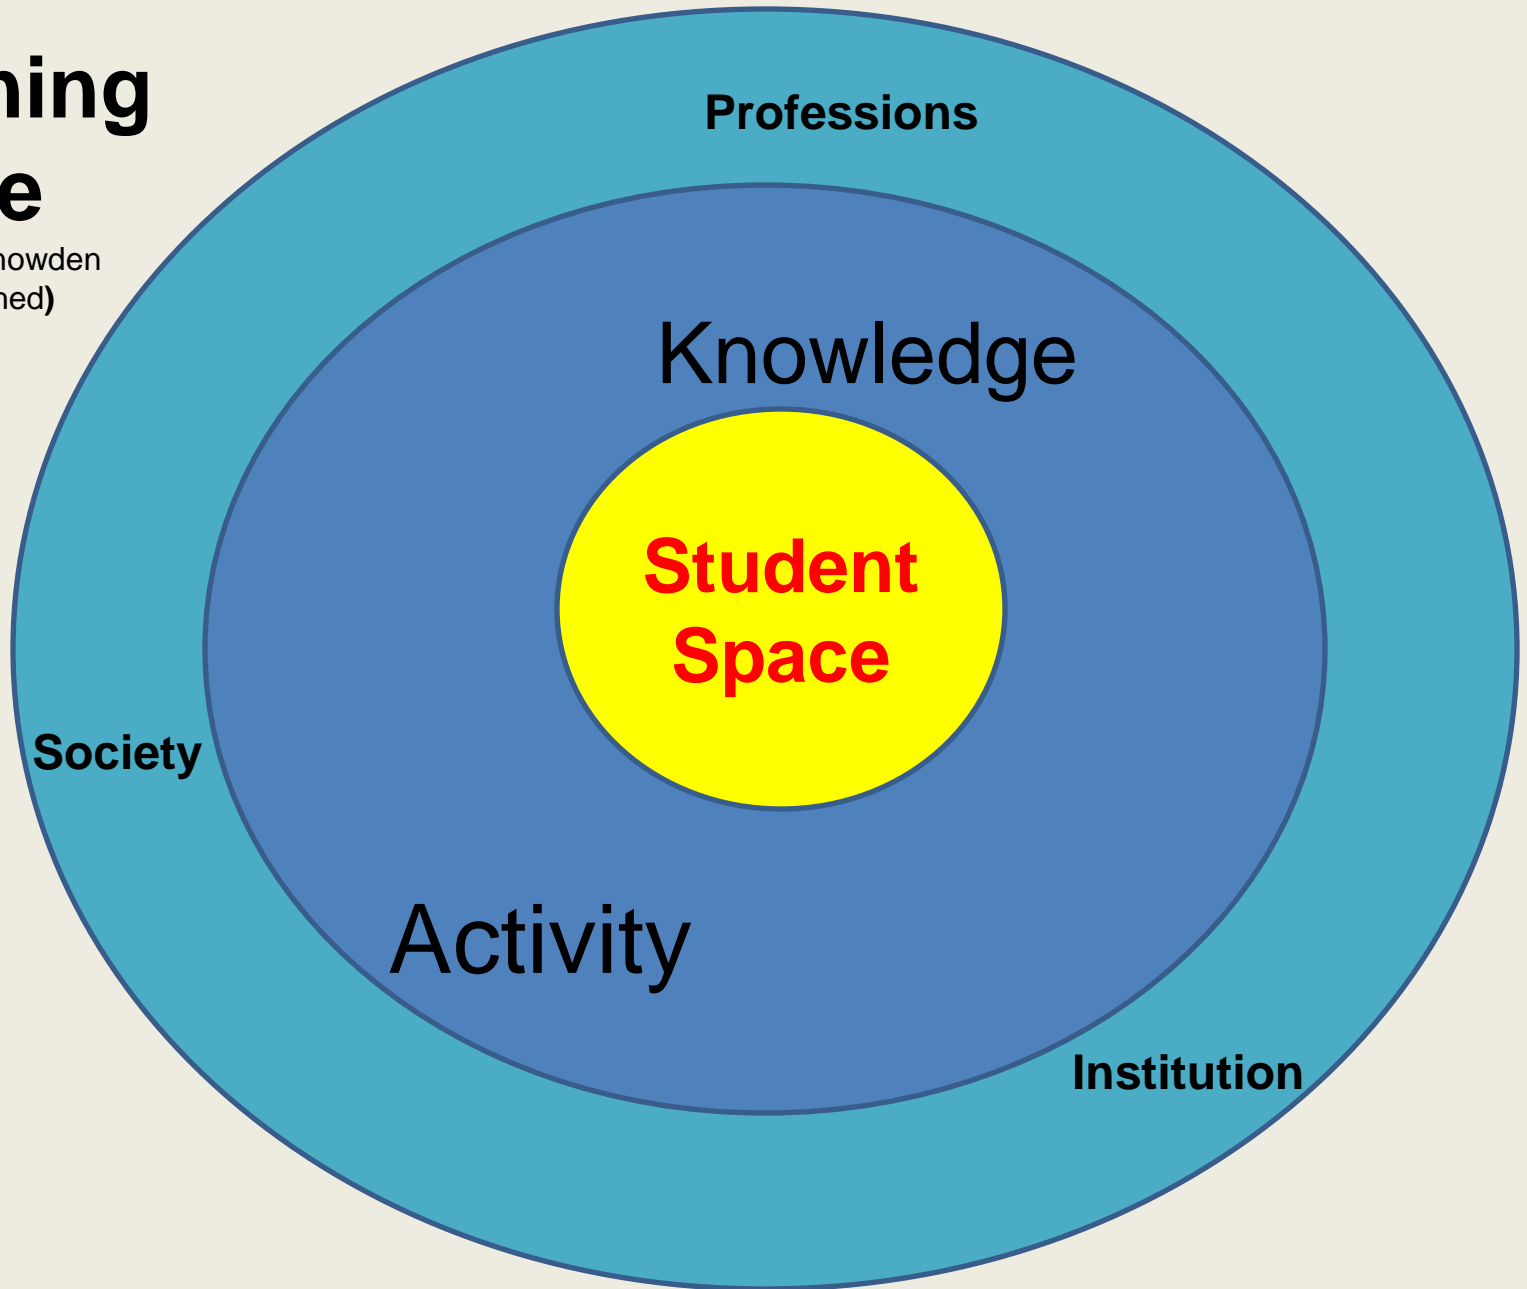 ning
e
nowden
ned)
Professions
Knowledge
Student
Space
Society
Activity
Institution